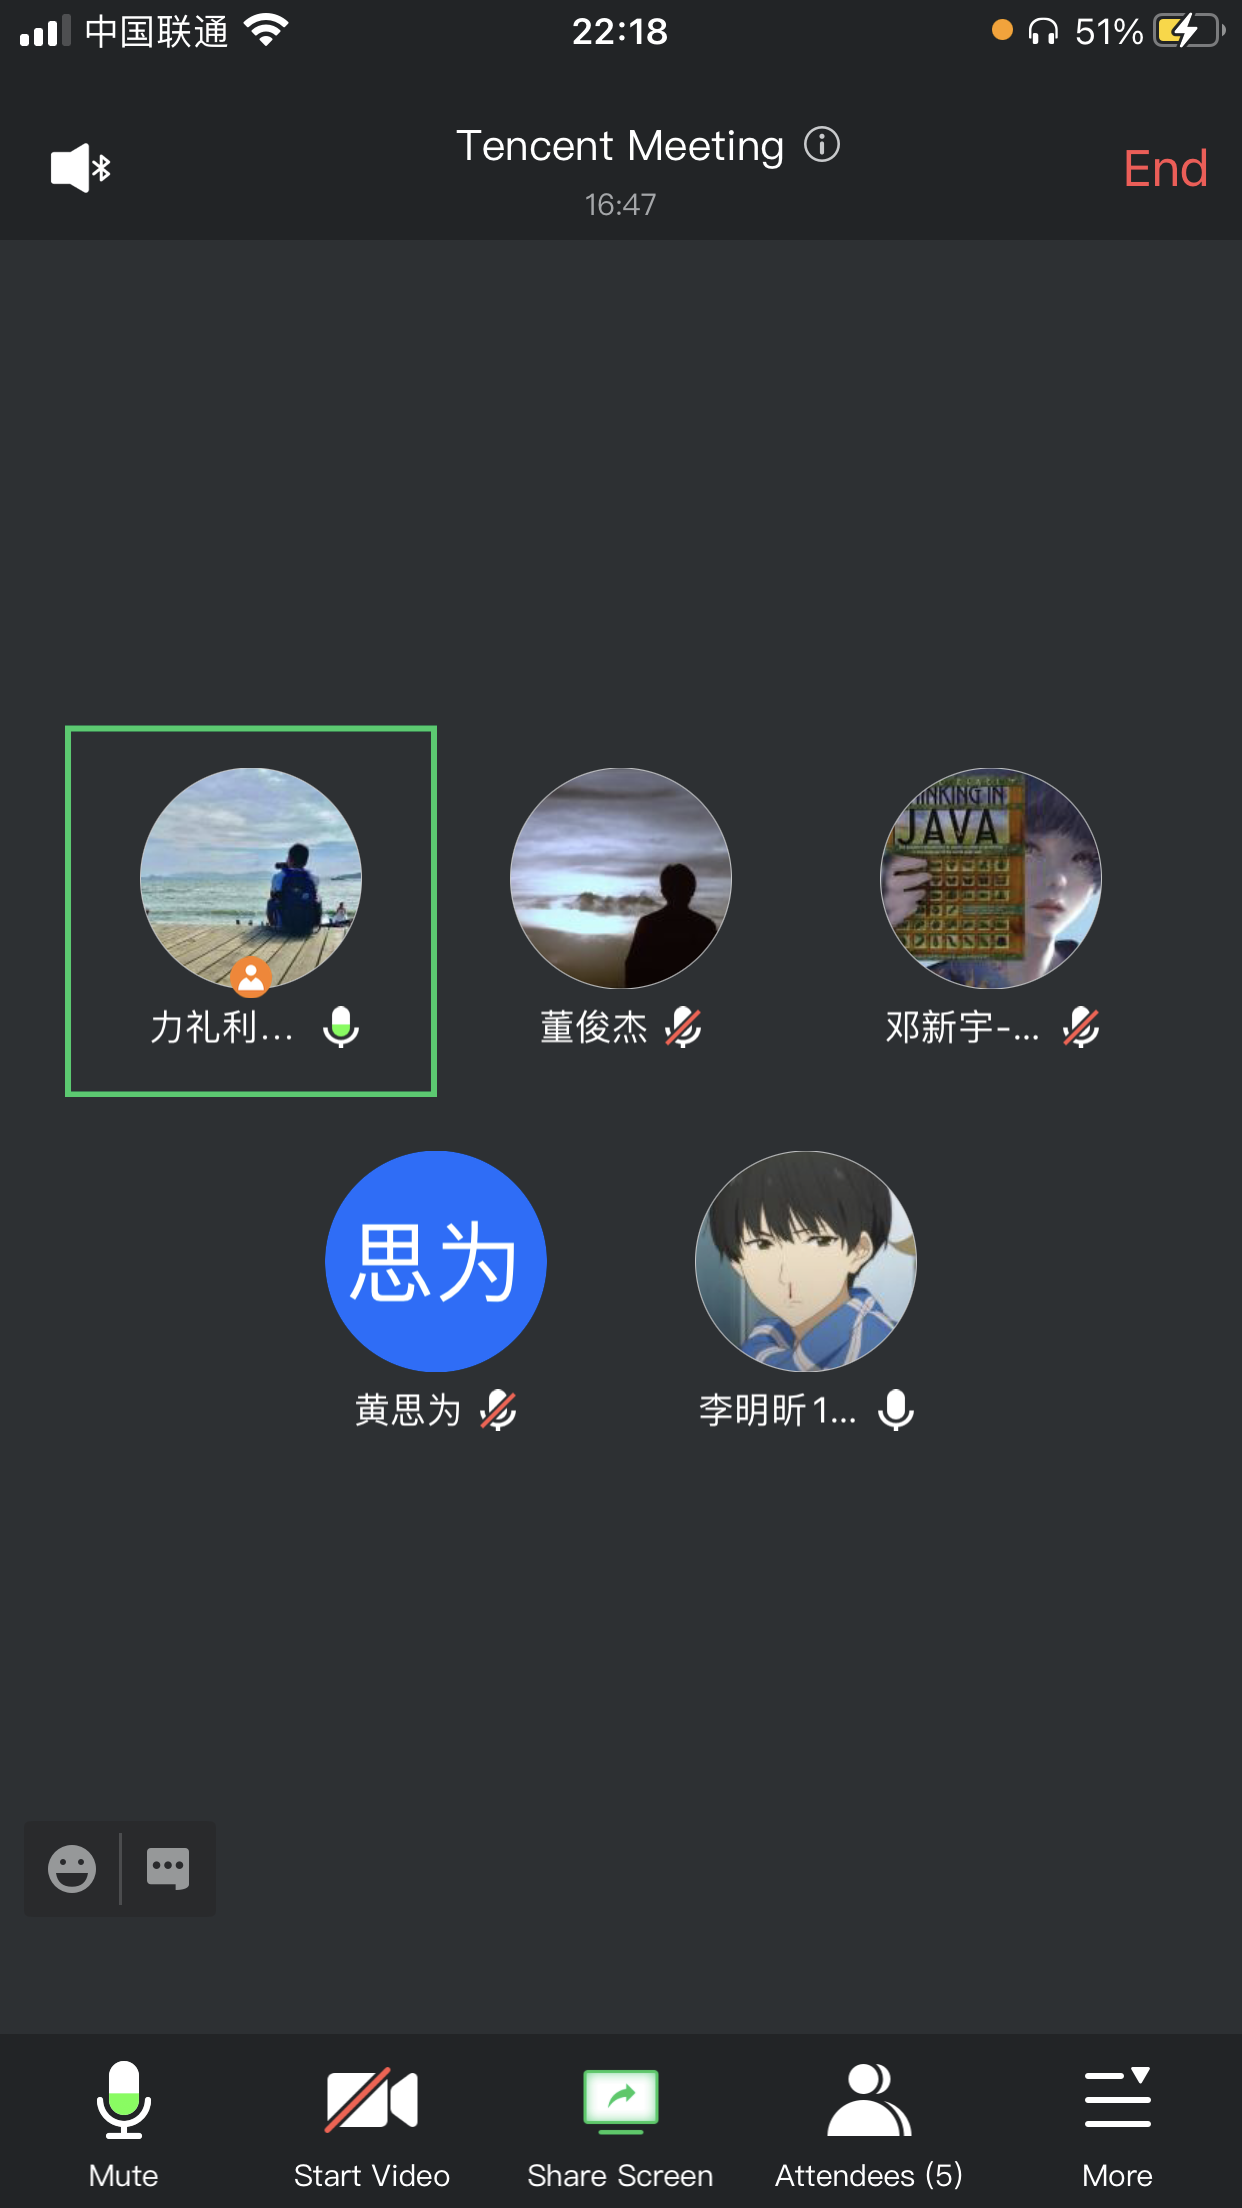 中国联通
22:18
51%
Tencent Meeting
End
16:47
THINKING IN
JAVA
力礼利...
董俊杰
邓新宇-...
思为
黄思为
李明昕1...
Mute
Start Video
Share Screen
Attendees (5)
More